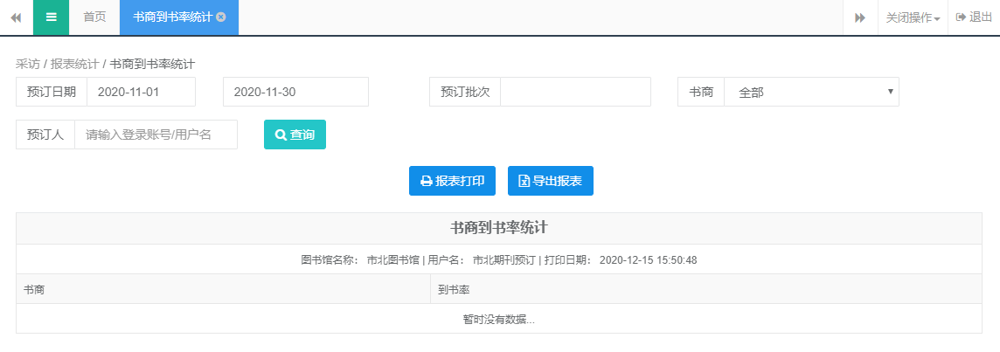 首页 书商到书率统计 关闭操作 退出
采访 / 报表统计 / 书商到书率统计
预订日期 2020-11-01 2020-11-30 预订批次 书商 全部
预订人 请输入登录账号/用户名 查询
报表打印 导出报表
书商到书率统计
图书馆名称： 市北图书馆 | 用户名： 市北期刊预订 | 打印日期： 2020-12-15 15:50:48
书商 到书率
暂时没有数据...